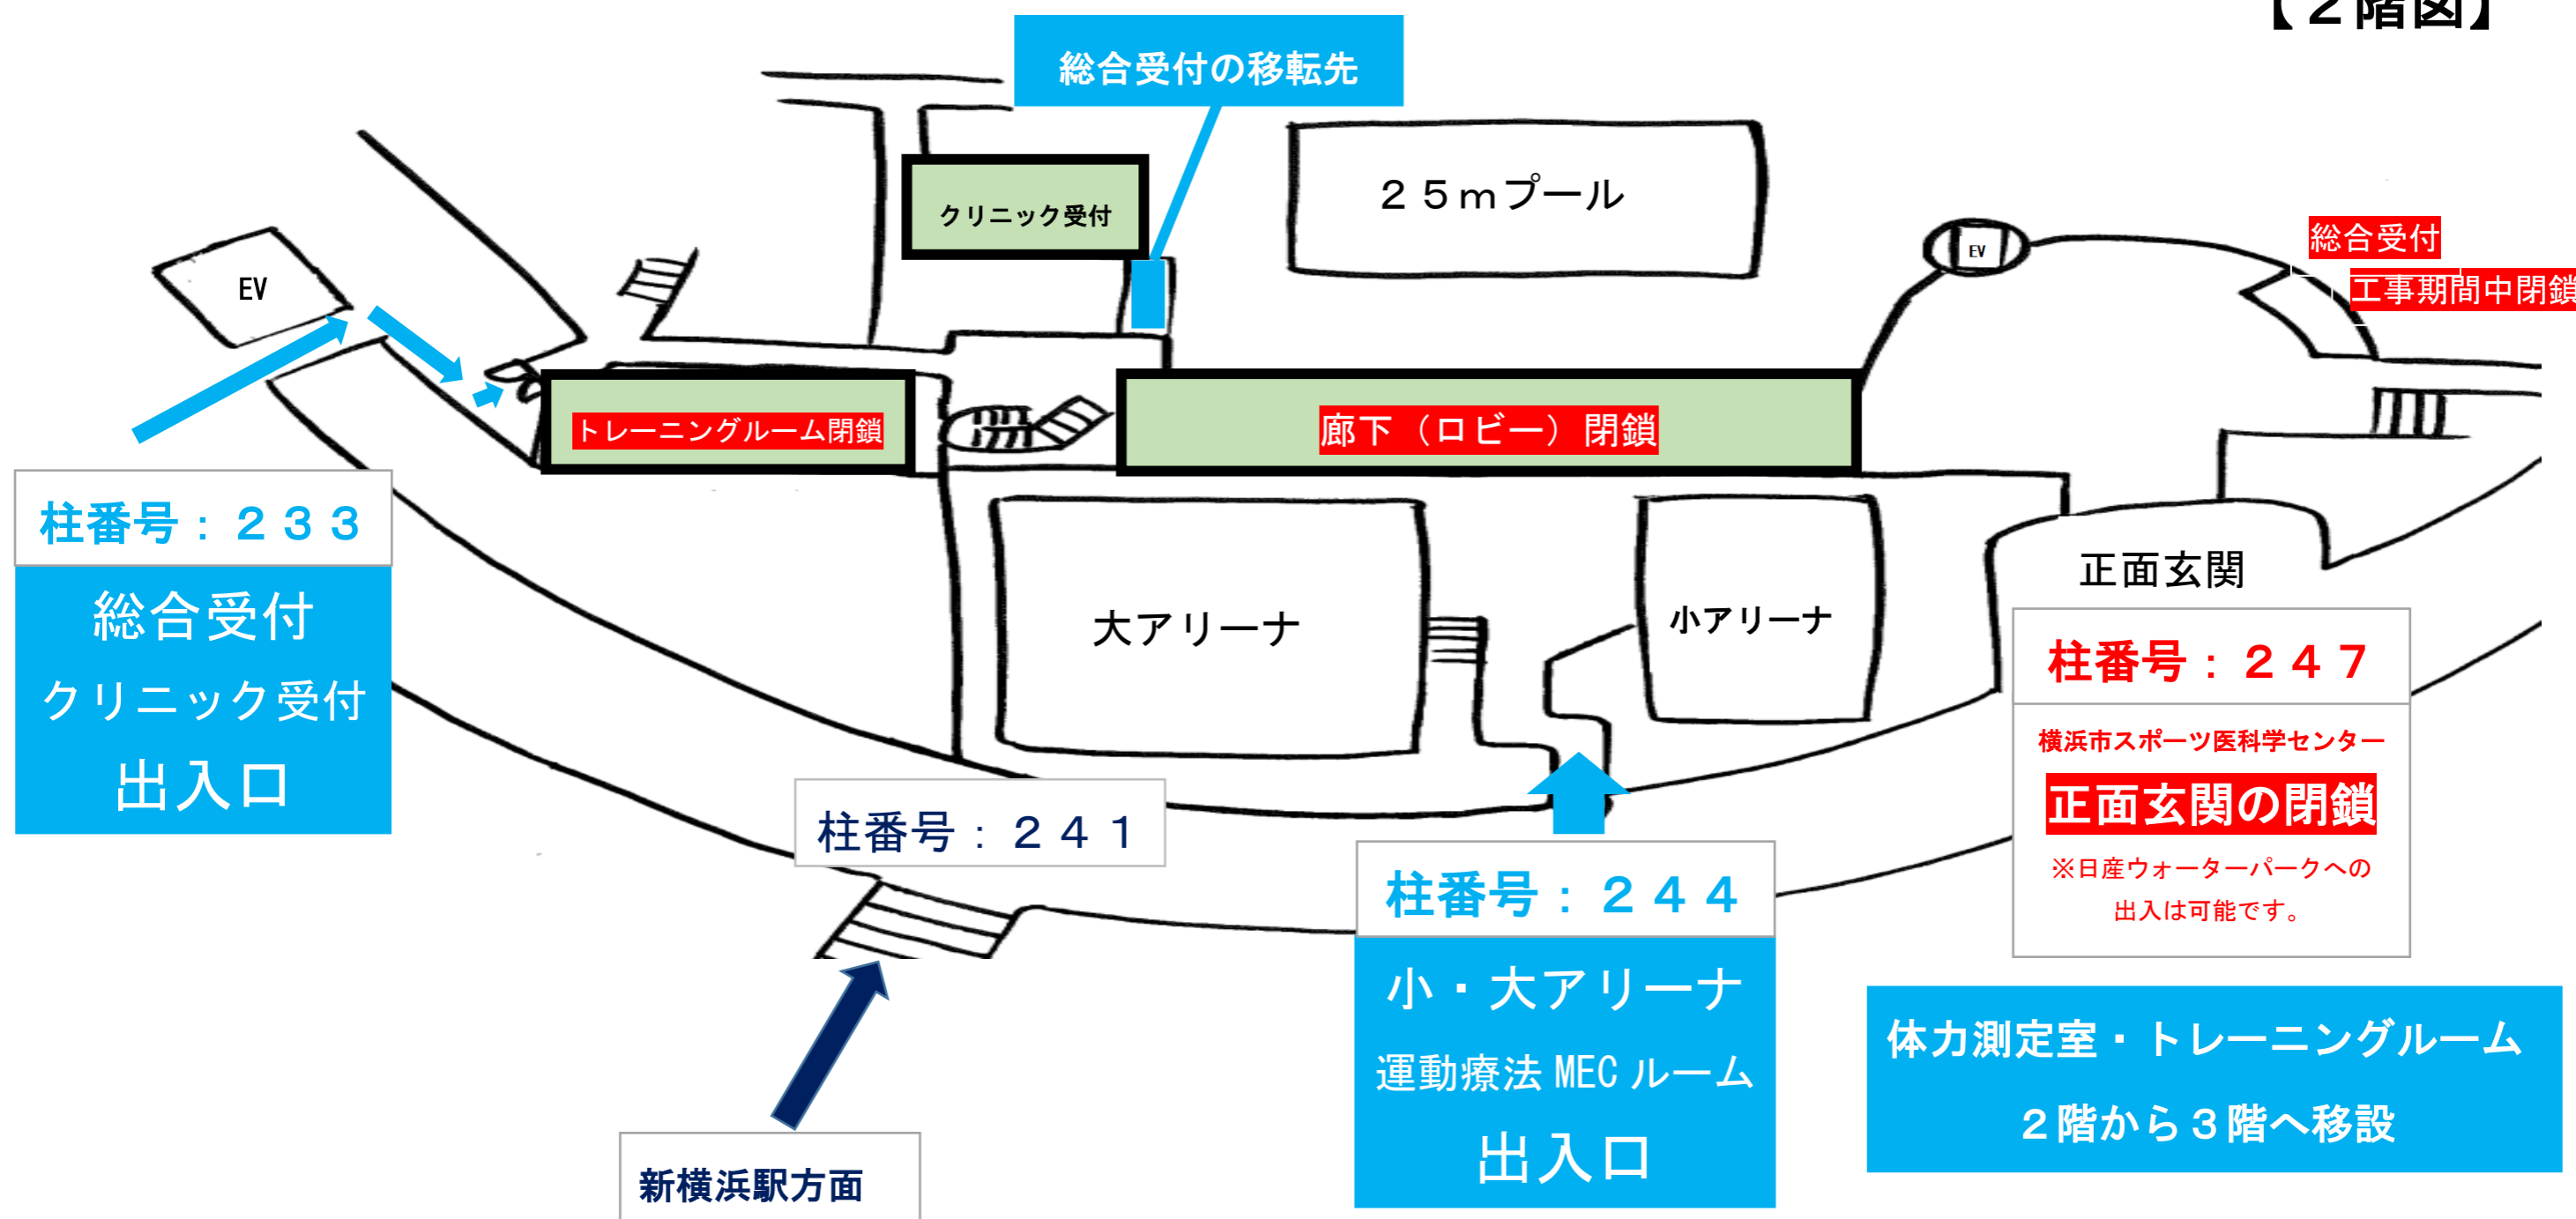 【２階図】
総合受付の移転先
２５ｍプール
クリニック受付
総合受付
工事期間中閉鎖
EV
EV
トレーニングルーム閉鎖
廊下（ロビー）閉鎖
柱番号：２３３
総合受付
クリニック受付
出入口
大アリーナ
小アリーナ
正面玄関
柱番号：２４７
横浜市スポーツ医科学センター
正面玄関の閉鎖
※日産ウォーターパークへの
出入は可能です。
柱番号：２４１
柱番号：２４４
小・大アリーナ
運動療法 MEC ルーム
出入口
体力測定室・トレーニングルーム
２階から３階へ移設
新横浜駅方面